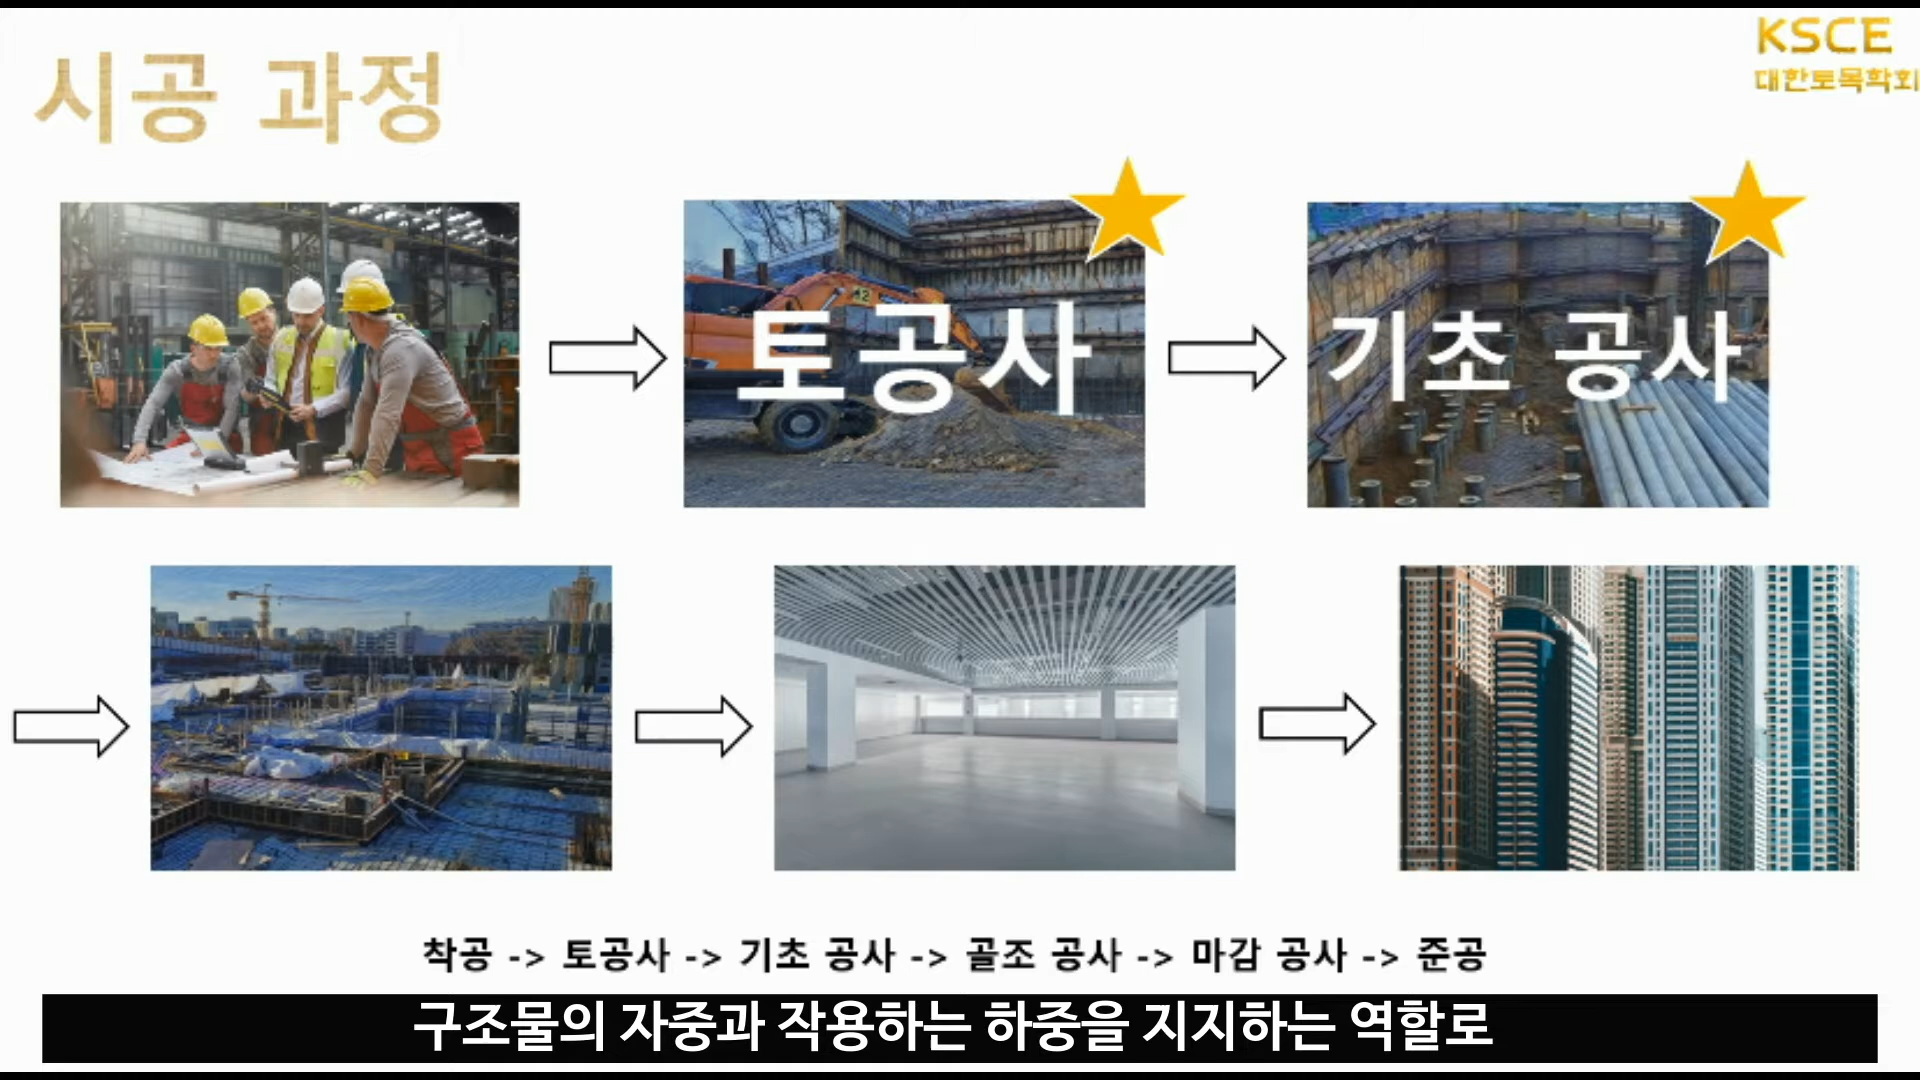 시공 과정
KSCE
대한토목학회
토공사
기초 공사
착공 -> 토공사 -> 기초 공사 -> 골조 공사 -> 마감 공사 -> 준공
구조물의 자중과 작용하는 하중을 지지하는 역할로